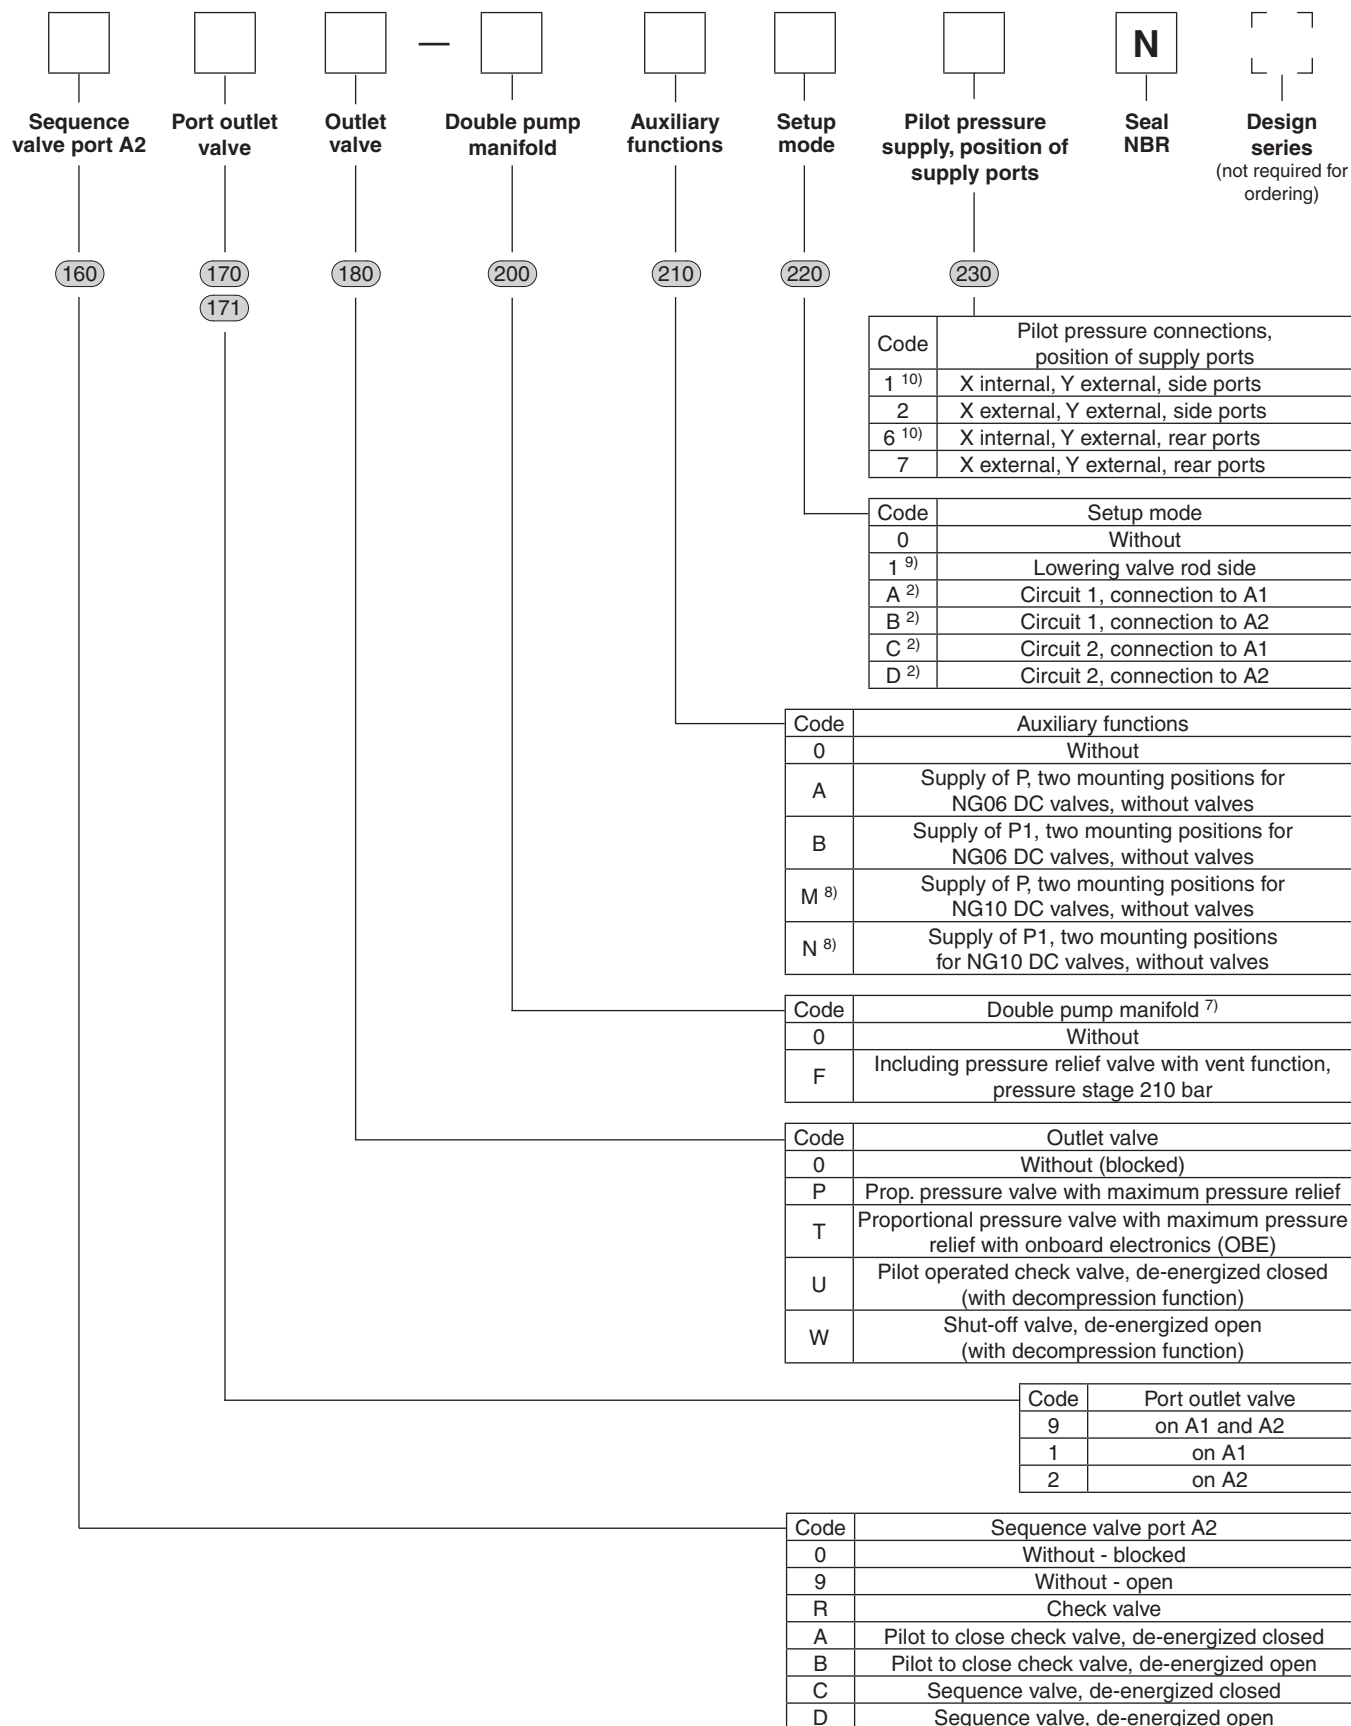 — N
Sequence valve port A2
Port outlet valve
Outlet valve
Double pump manifold
Auxiliary functions
Setup mode
Pilot pressure supply, position of supply ports
Seal NBR
Design series (not required for ordering)
160 170 180 200 210 220 230
171
Code Pilot pressure connections,
position of supply ports
1 10) X internal, Y external, side ports
2 X external, Y external, side ports
6 10) X internal, Y external, rear ports
7 X external, Y external, rear ports
Code Setup mode
0 Without
1 9) Lowering valve rod side
A 2) Circuit 1, connection to A1
B 2) Circuit 1, connection to A2
C 2) Circuit 2, connection to A1
D 2) Circuit 2, connection to A2
Code Auxiliary functions
0 Without
A Supply of P, two mounting positions for
NG06 DC valves, without valves
B Supply of P1, two mounting positions for
NG06 DC valves, without valves
M 8) Supply of P, two mounting positions for
NG10 DC valves, without valves
N 8) Supply of P1, two mounting positions
for NG10 DC valves, without valves
Code Double pump manifold 7)
0 Without
F Including pressure relief valve with vent function,
pressure stage 210 bar
Code Outlet valve
0 Without (blocked)
P Prop. pressure valve with maximum pressure relief
T Proportional pressure valve with maximum pressure
relief with onboard electronics (OBE)
U Pilot operated check valve, de-energized closed
(with decompression function)
W Shut-off valve, de-energized open
(with decompression function)
Code Port outlet valve
9 on A1 and A2
1 on A1
2 on A2
Code Sequence valve port A2
0 Without - blocked
9 Without - open
R Check valve
A Pilot to close check valve, de-energized closed
B Pilot to close check valve, de-energized open
C Sequence valve, de-energized closed
D Sequence valve, de-energized open